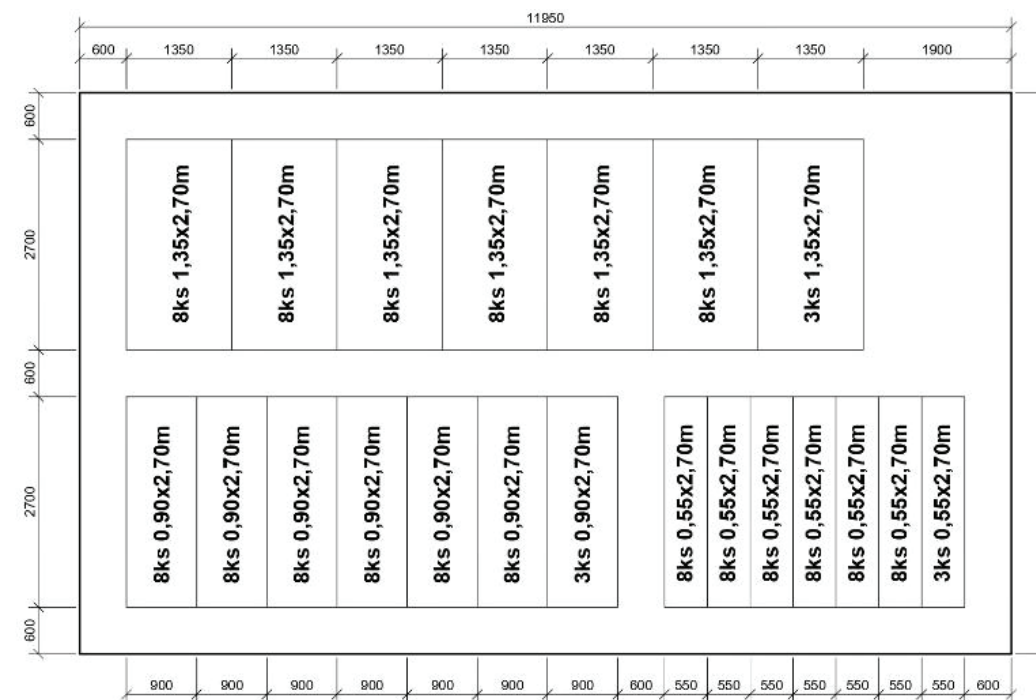 11950
600 1350 1350 1350 1350 1350 1350 1350 1900
600
2700
600
2700
600
8ks 1,35x2,70m
8ks 1,35x2,70m
8ks 1,35x2,70m
8ks 1,35x2,70m
8ks 1,35x2,70m
8ks 1,35x2,70m
3ks 1,35x2,70m
8ks 0,90x2,70m
8ks 0,90x2,70m
8ks 0,90x2,70m
8ks 0,90x2,70m
8ks 0,90x2,70m
8ks 0,90x2,70m
3ks 0,90x2,70m
8ks 0,55x2,70m
8ks 0,55x2,70m
8ks 0,55x2,70m
8ks 0,55x2,70m
8ks 0,55x2,70m
8ks 0,55x2,70m
3ks 0,55x2,70m
900 900 900 900 900 900 900 600 550 550 550 550 550 550 550 600